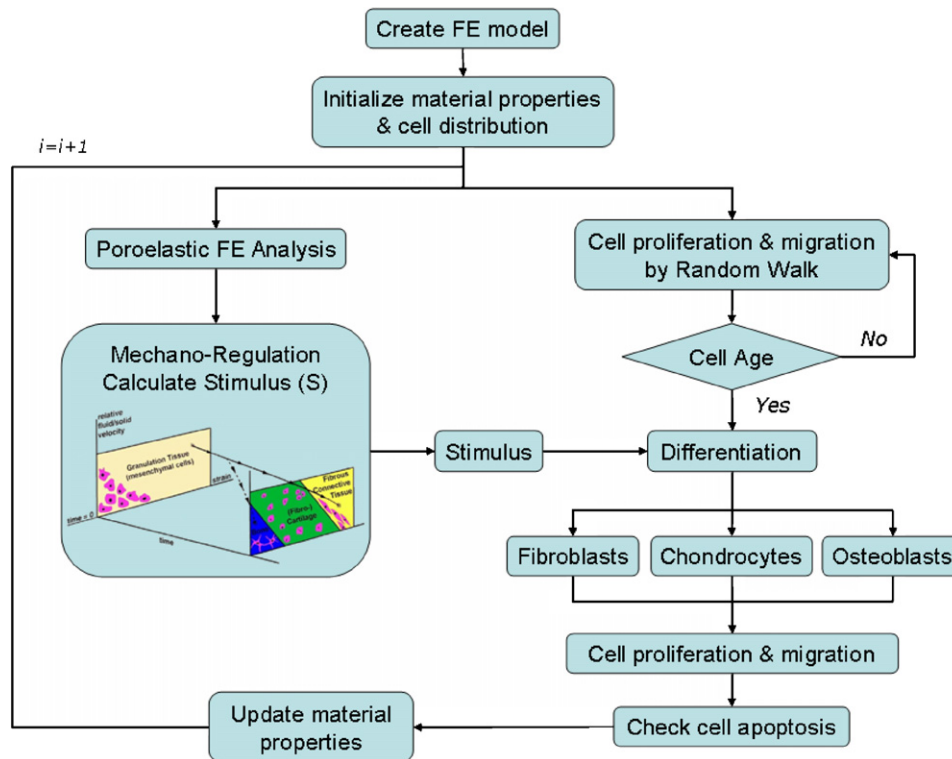 Create FE model
Initialize material properties
& cell distribution
i=i+1
Poroelastic FE Analysis
Cell proliferation & migration
by Random Walk
Mechano-Regulation
Calculate Stimulus (S)
Cell Age
No
Yes
relative
fluid/solid
velocity
Granulation Tissue
(mesenchymal cells)
strain
time = 0
time
Fibrous
Connective
Tissue
(Fibro-)
Cartilage
Stimulus
Differentiation
Fibroblasts
Chondrocytes
Osteoblasts
Cell proliferation & migration
Update material
properties
Check cell apoptosis